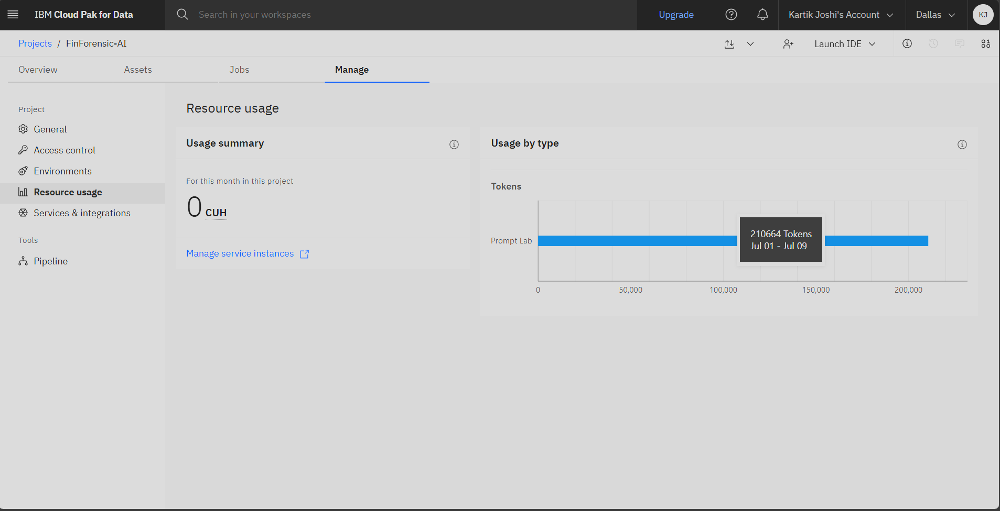 IBM Cloud Pak for Data
Search in your workspaces
Upgrade
Kartik Joshi's Account
Dallas
KJ
Projects / FinForensic-AI
Launch IDE
Overview
Assets
Jobs
Manage
Project
General
Access control
Environments
Resource usage
Services & integrations
Tools
Pipeline
Resource usage
Usage summary
For this month in this project
0 CUH
Manage service instances
Usage by type
Tokens
Prompt Lab
210664 Tokens
Jul 01 - Jul 09
0
50,000
100,000
150,000
200,000